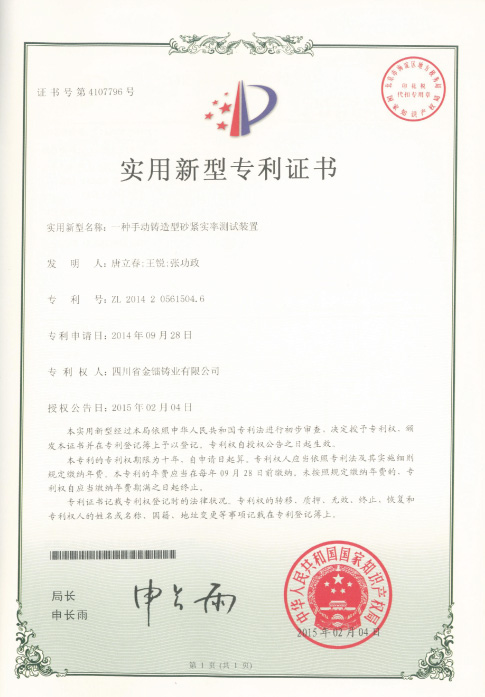 证书号第4107796号
印花税
代扣专用章
国家知识产权局
实用新型专利证书
实用新型名称：一种手动铸造型砂紧实率测试装置
发明人：唐立春;王悦;张功政
专利号：ZL 2014 2 0561504.6
专利申请日：2014年09月28日
专利权人：四川省金镭铸业有限公司
授权公告日：2015年02月04日
本实用新型经过本局依照中华人民共和国专利法进行初步审查，决定授予专利权，颁
发本证书并在专利登记簿上予以登记。专利权自授权公告之日起生效。
本专利的专利权期限为十年，自申请日起算。专利权人应当依照专利法及其实施细则
规定缴纳年费。本专利的年费应当在每年09月28日前缴纳。未按照规定缴纳年费的，专
利权自应当缴纳年费期满之日起终止。
专利证书记载专利权登记时的法律状况。专利权的转移、质押、无效、终止、恢复和
专利权人的姓名或名称、国籍、地址变更等事项记载在专利登记簿上。
局长
申长雨
申长雨
中华人民共和国国家知识产权局
2015年02月04日
第1页(共1页)